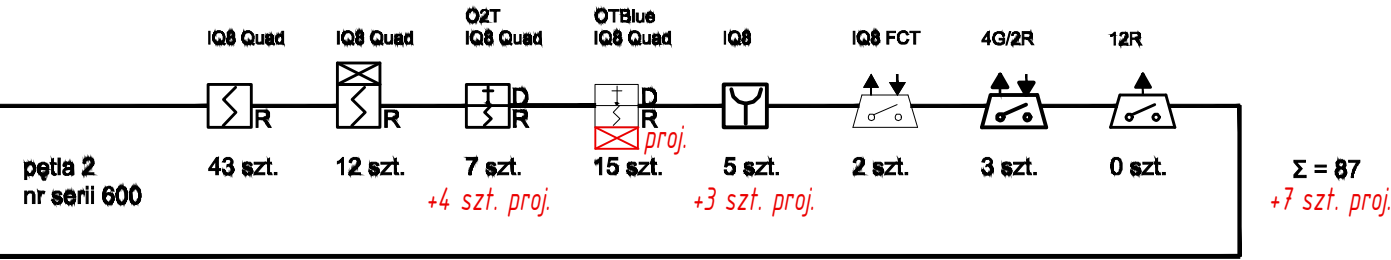 O2T OTBlue
IQ8 Quad IQ8 Quad IQ8 Quad IQ8 Quad IQ8 IQ8 FCT 4G/2R 12R
D D
R R R R
proj.
pętla 2 43 szt. 12 szt. 7 szt. 15 szt. 5 szt. 2 szt. 3 szt. 0 szt. Σ = 87
nr serii 600 +4 szt. proj. +3 szt. proj. +7 szt. proj.